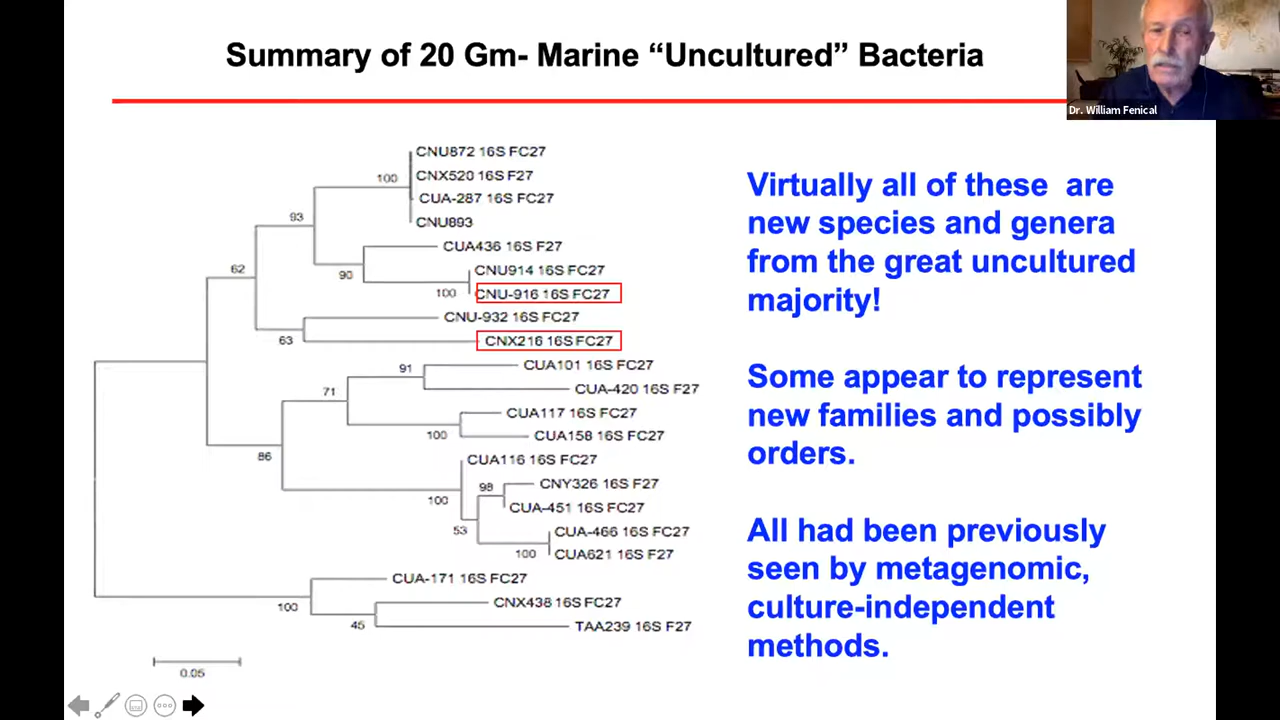 Summary of 20 Gm- Marine “Uncultured” Bacteria
Dr. William Fenical
CNU872 16S FC27
100
CNX520 16S F27
CUA-287 16S FC27
93
CNU893
CUA436 16S F27
62
90
CNU914 16S FC27
100
CNU-916 16S FC27
CNU-932 16S FC27
63
CNX216 16S FC27
91
CUA101 16S FC27
71
CUA-420 16S F27
CUA117 16S FC27
100
CUA158 16S FC27
86
CUA116 16S FC27
98
CNY326 16S F27
100
CUA-451 16S FC27
53
CUA-466 16S FC27
100
CUA621 16S F27
CUA-171 16S FC27
100
CNX438 16S FC27
45
TAA239 16S F27
0.05
Virtually all of these are
new species and genera
from the great uncultured
majority!
Some appear to represent
new families and possibly
orders.
All had been previously
seen by metagenomic,
culture-independent
methods.